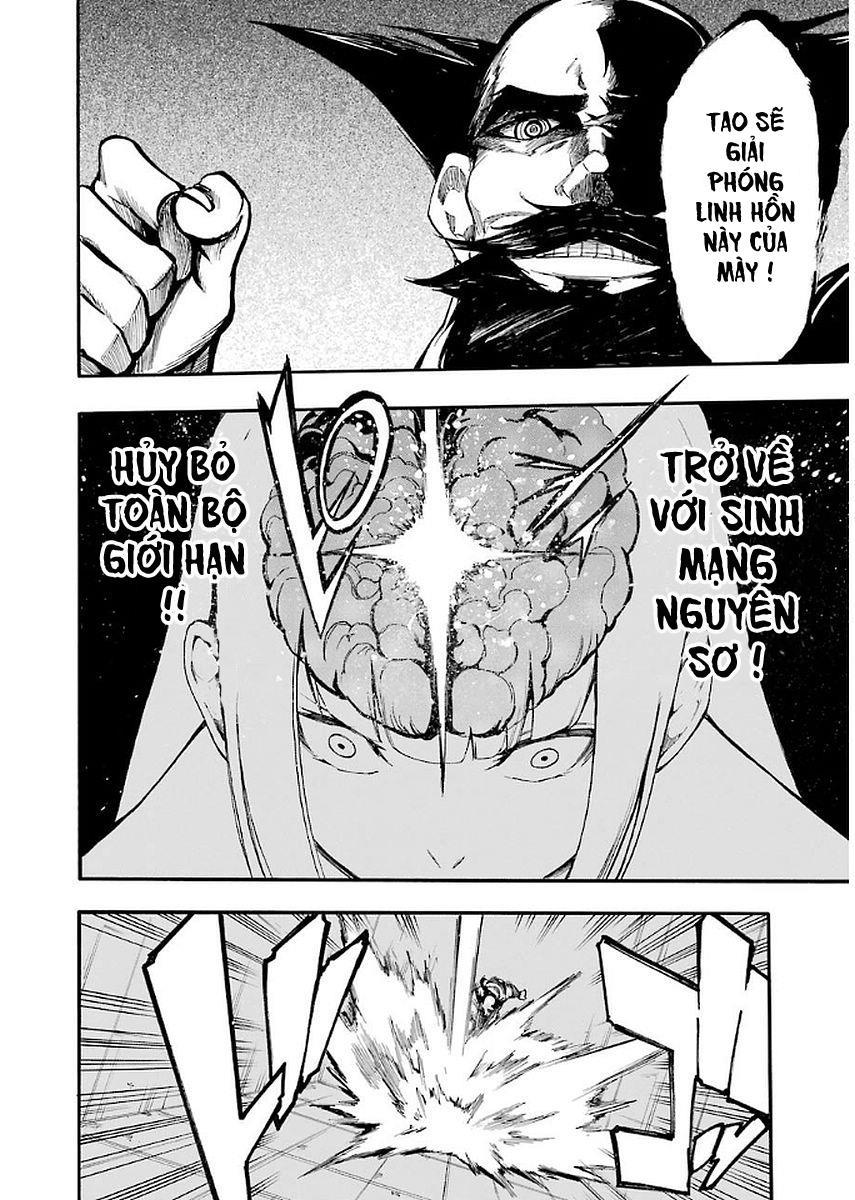 TAO SẼ
GIẢI
PHÓNG
LINH HỒN
NÀY CỦA
MÀY !
TRỞ VỀ
VỚI SINH
MẠNG
NGUYÊN
SƠ !
HỦY BỎ
TOÀN BỘ
GIỚI HẠN
!!